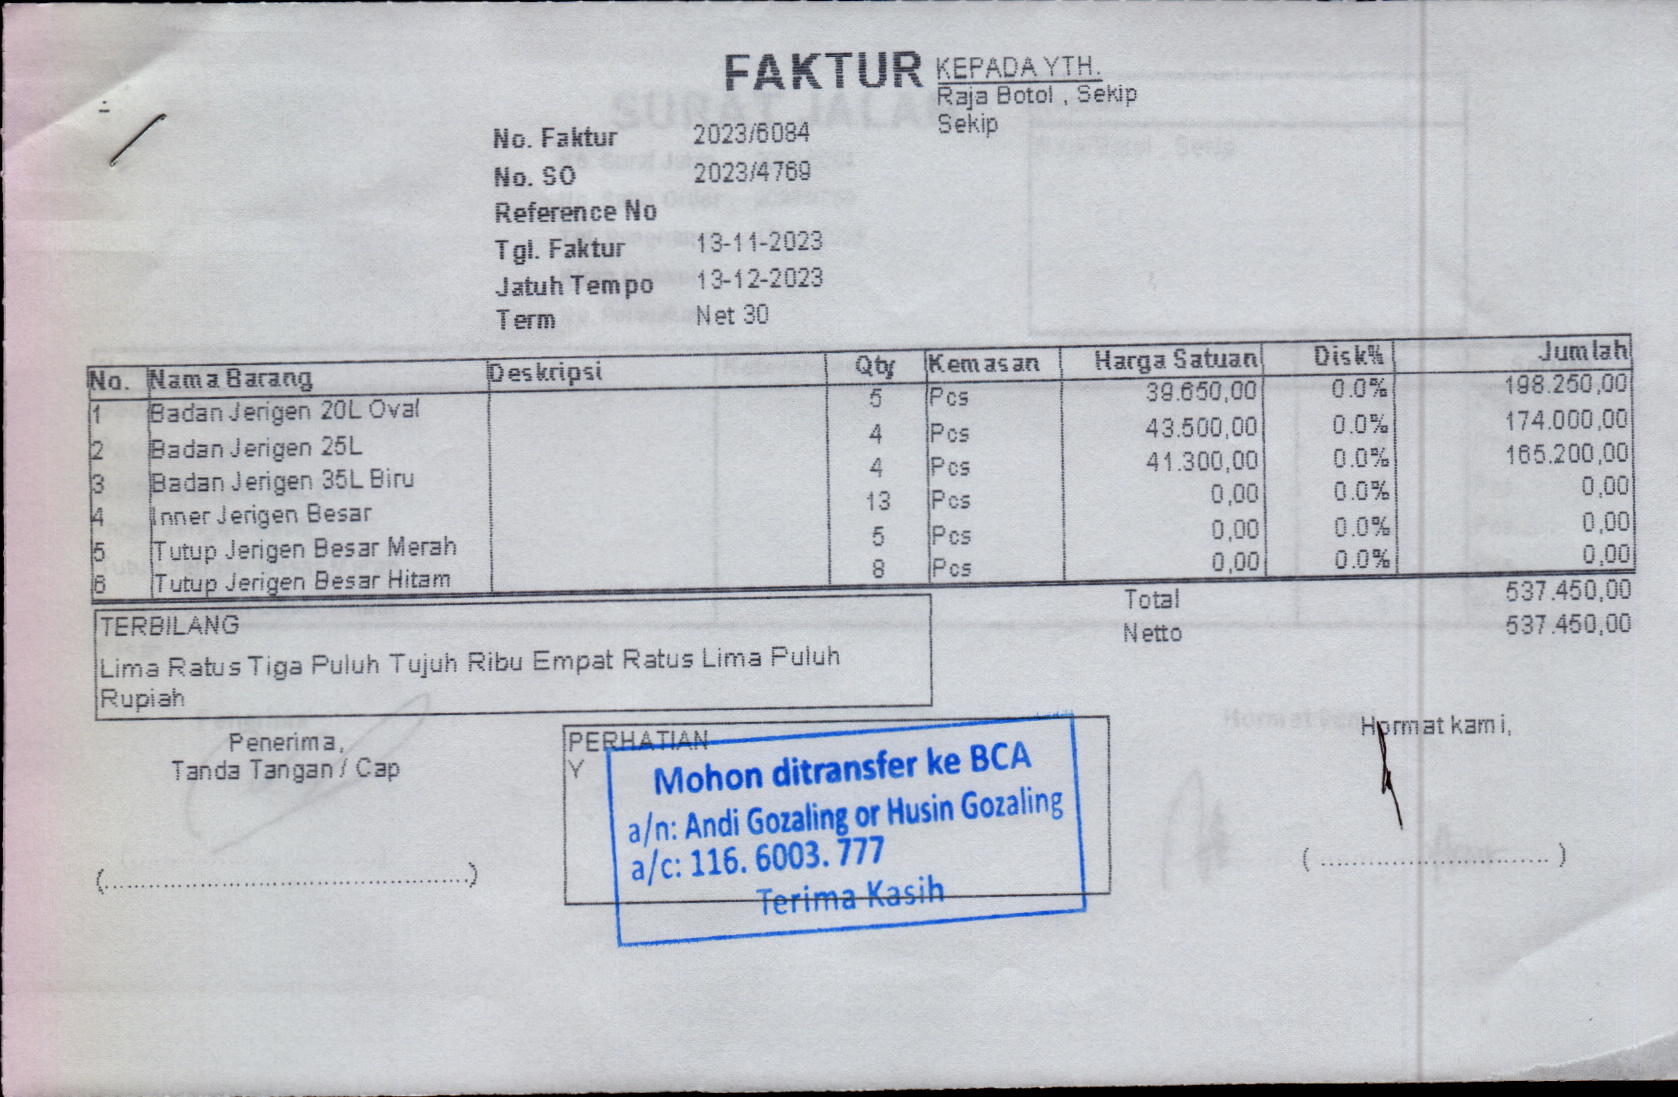 FAKTUR
KEPADA YTH.
Raja Botol , Sekip
Sekip
No. Faktur 2023/6084
No. SO 2023/4769
Reference No
Tgl. Faktur 13-11-2023
Jatuh Tempo 13-12-2023
Term Net 30
No. Nama Barang Deskripsi Qty Kemasan Harga Satuan Disk% Jumlah
1 Badan Jerigen 20L Oval 5 Pcs 39.650,00 0.0% 198.250,00
2 Badan Jerigen 25L 4 Pcs 43.500,00 0.0% 174.000,00
3 Badan Jerigen 35L Biru 4 Pcs 41.300,00 0.0% 165.200,00
4 Inner Jerigen Besar 13 Pcs 0,00 0.0% 0,00
5 Tutup Jerigen Besar Merah 5 Pcs 0,00 0.0% 0,00
6 Tutup Jerigen Besar Hitam 8 Pcs 0,00 0.0% 0,00
Total 537.450,00
Netto 537.450,00
TERBILANG
Lima Ratus Tiga Puluh Tujuh Ribu Empat Ratus Lima Puluh
Rupiah
Penerima,
Tanda Tangan / Cap
(..................................................)
PERHATIAN
Y
Mohon ditransfer ke BCA
a/n: Andi Gozaling or Husin Gozaling
a/c: 116. 6003. 777
Terima Kasih
Hormat kami,
( ................................ )